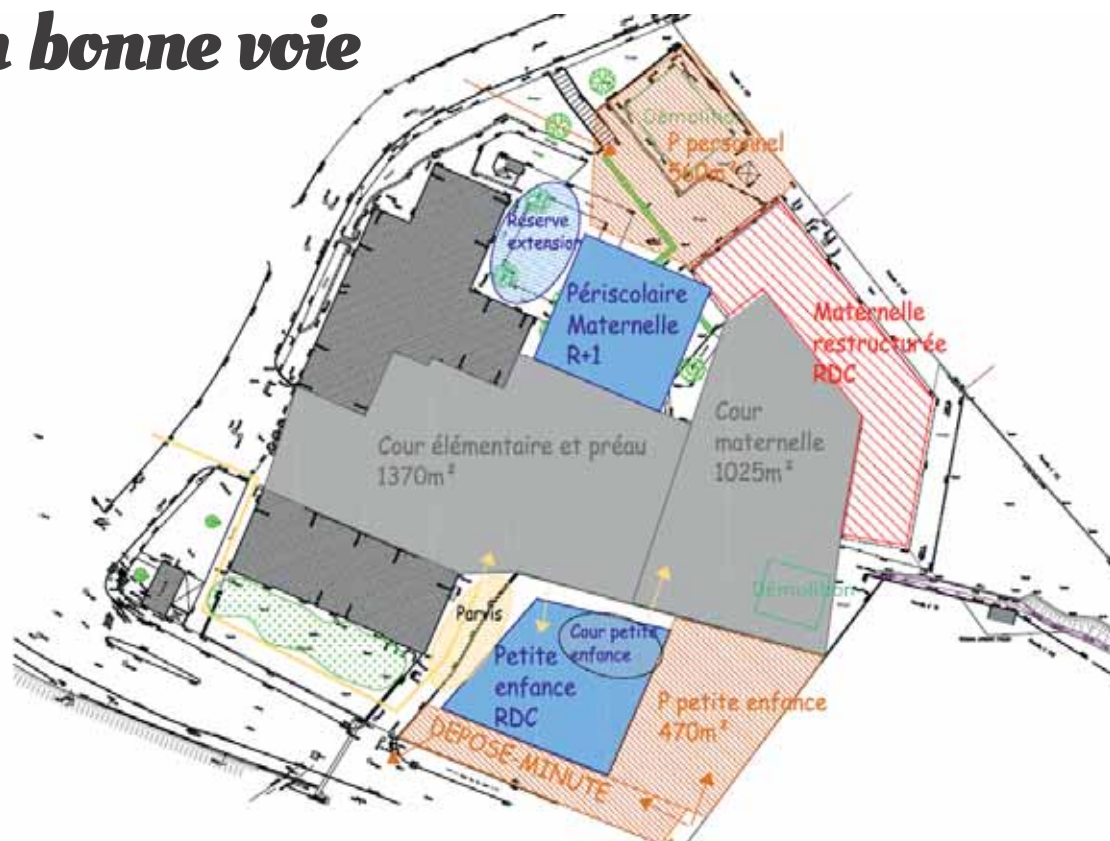 n bonne voie
Démolition
P personnel
560m²
Réserve
extension
Périscolaire
Maternelle
R+1
Maternelle
restructurée
RDC
Cour élémentaire et préau
1370m²
Cour
maternelle
1025m²
Démolition
Parvis
Cour petite
enfance
Petite
enfance
RDC
P petite enfance
470m²
DEPOSE-MINUTE